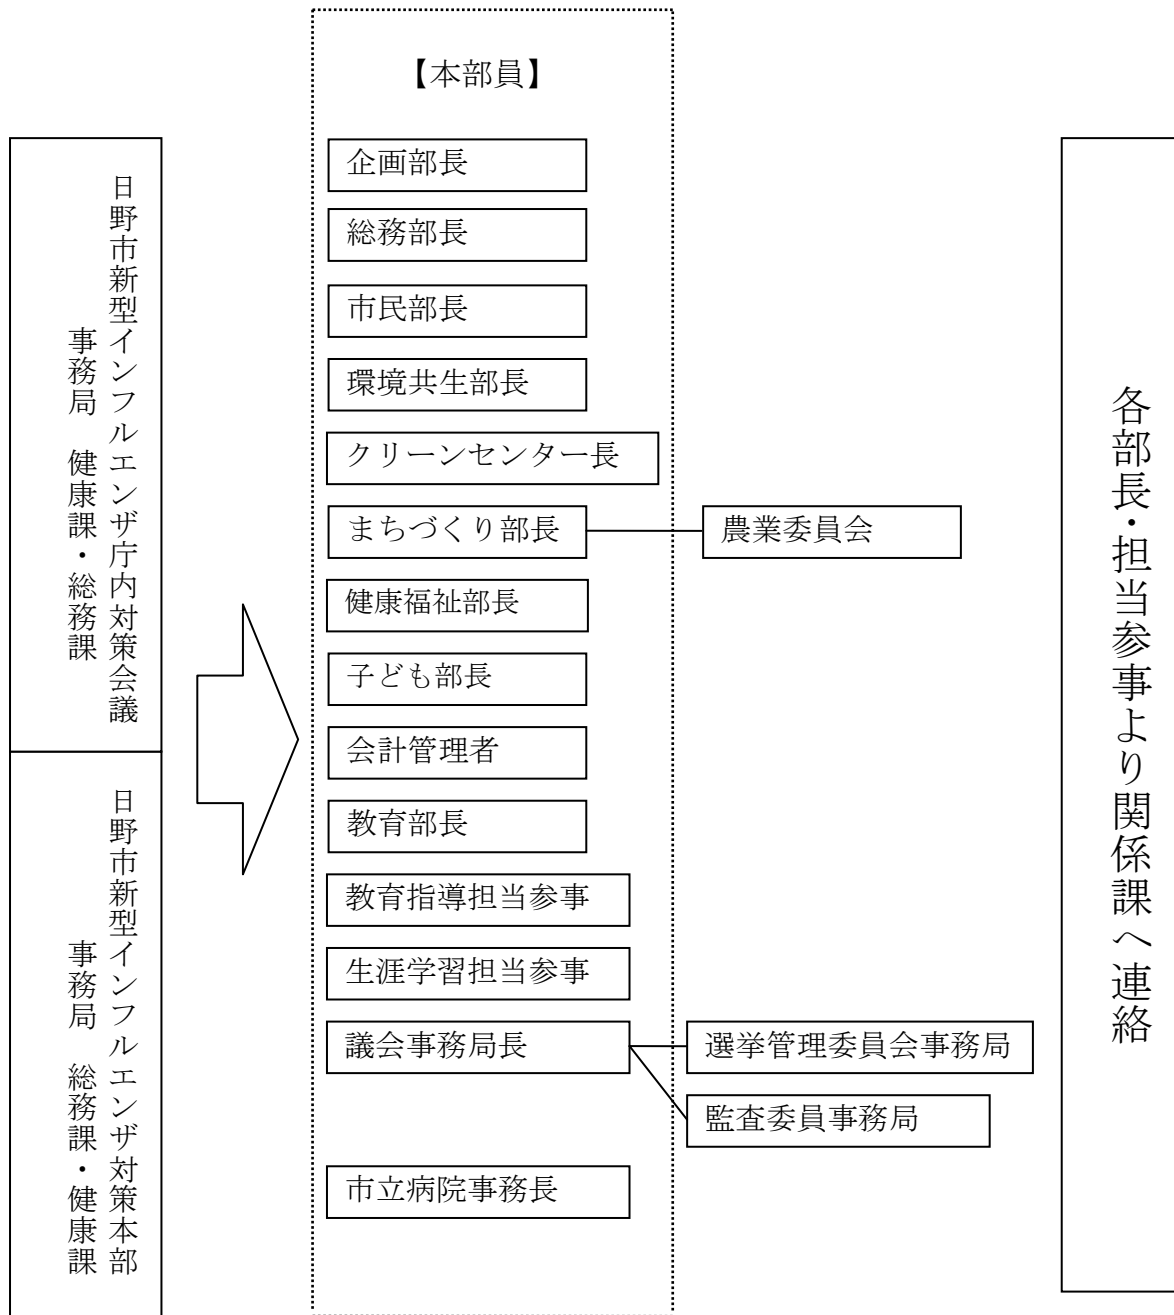 【本部員】
日野市新型インフルエンザ庁内対策会議
事務局　健康課・総務課
日野市新型インフルエンザ対策本部
事務局　総務課・健康課
企画部長
総務部長
市民部長
環境共生部長
クリーンセンター長
まちづくり部長
農業委員会
健康福祉部長
子ども部長
会計管理者
教育部長
教育指導担当参事
生涯学習担当参事
議会事務局長
選挙管理委員会事務局
監査委員事務局
市立病院事務長
各部長・担当参事より関係課へ連絡